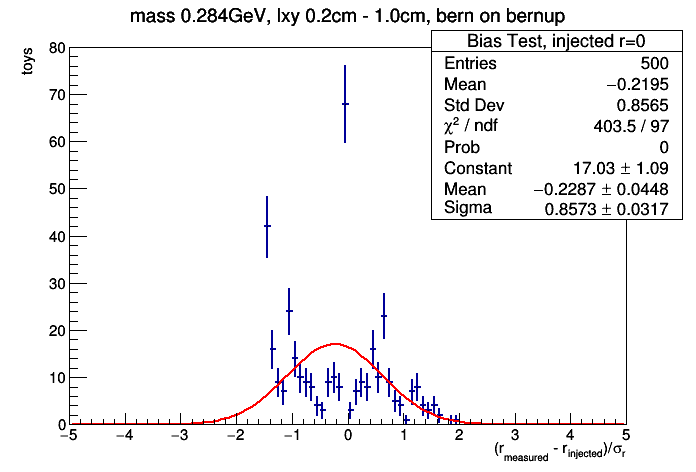 mass 0.284GeV, lxy 0.2cm - 1.0cm, bern on bernup
Bias Test, injected r=0
Entries 500
Mean −0.2195
Std Dev 0.8565
χ² / ndf 403.5 / 97
Prob 0
Constant 17.03 ± 1.09
Mean −0.2287 ± 0.0448
Sigma 0.8573 ± 0.0317
toys
80
70
60
50
40
30
20
10
0
−5 −4 −3 −2 −1 0 1 2 3 4 5
(r_measured - r_injected)/σ_r